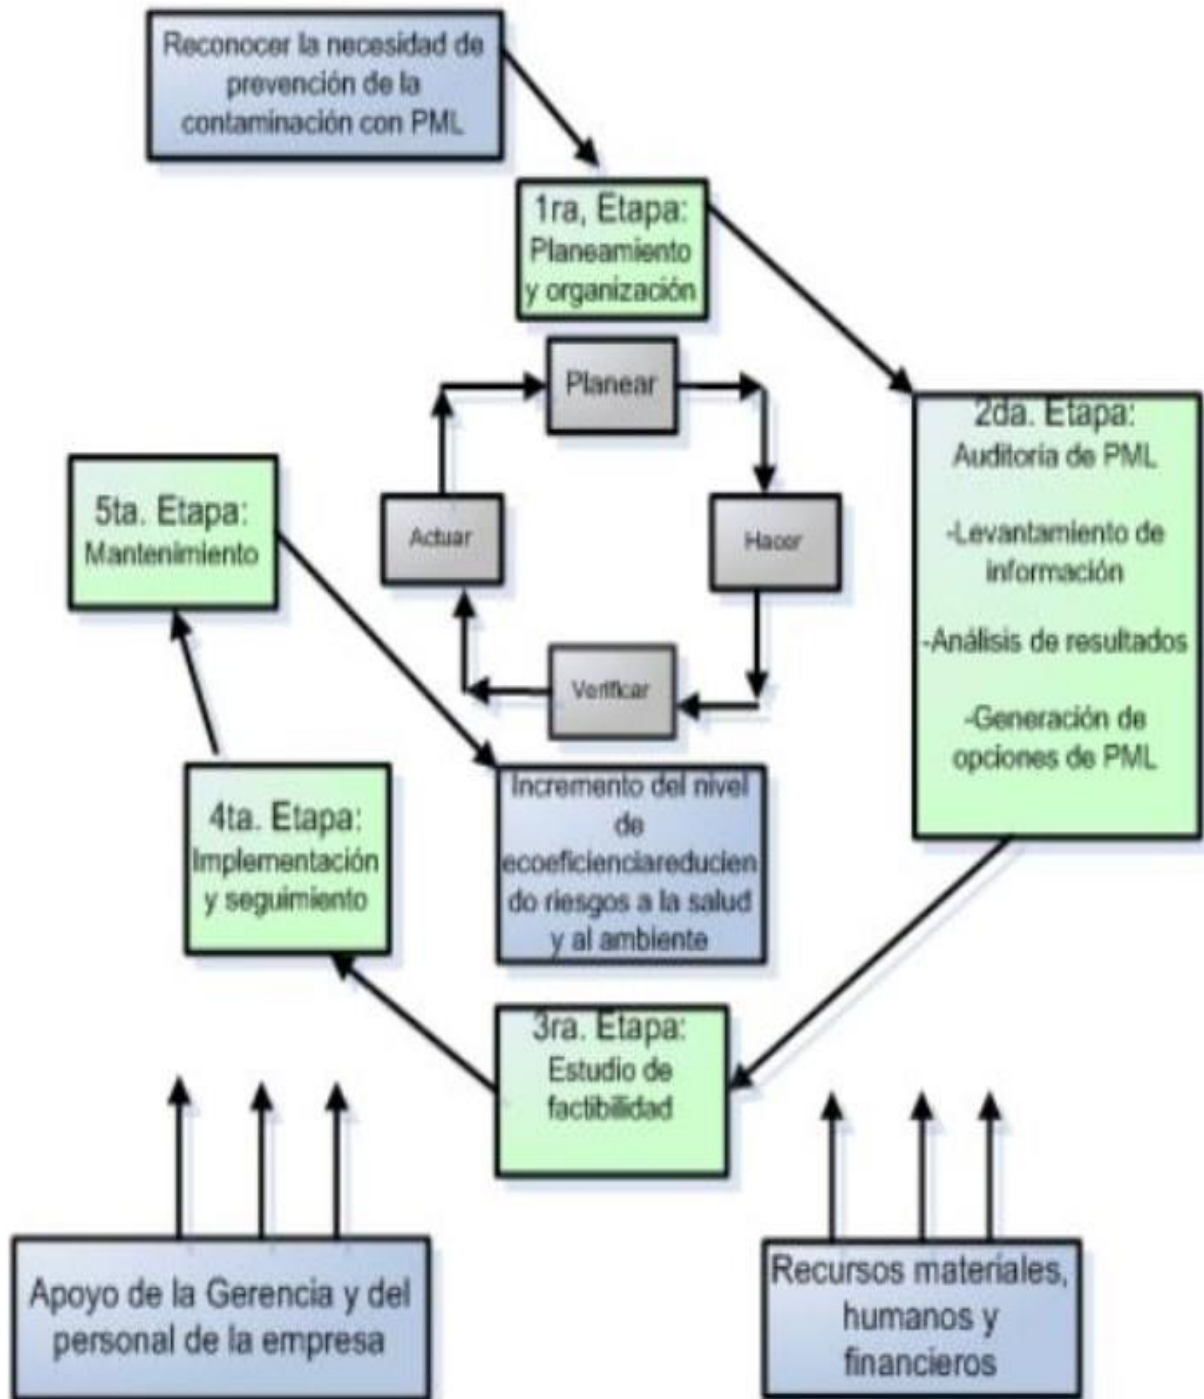 Reconocer la necesidad de
prevención de la
contaminación con PML
1ra, Etapa:
Planeamiento
y organización
Planear
Hacer
Verificar
Actuar
2da. Etapa:
Auditoría de PML
-Levantamiento de
información
-Análisis de resultados
-Generación de
opciones de PML
3ra. Etapa:
Estudio de
factibilidad
4ta. Etapa:
Implementación
y seguimiento
5ta. Etapa:
Mantenimiento
Incremento del nivel
de
ecoeficienciareducien
do riesgos a la salud
y al ambiente
Apoyo de la Gerencia y del
personal de la empresa
Recursos materiales,
humanos y
financieros